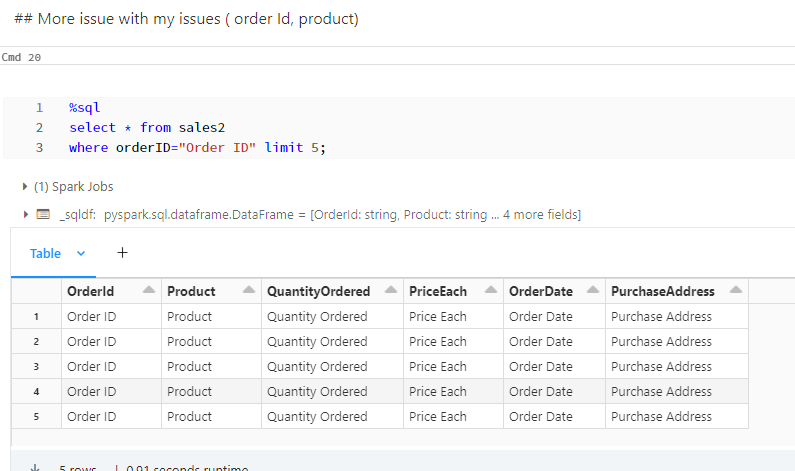 ## More issue with my issues ( order Id, product)
Cmd 20
1 %sql
2 select * from sales2
3 where orderID="Order ID" limit 5;
(1) Spark Jobs
_sqldf: pyspark.sql.dataframe.DataFrame = [OrderId: string, Product: string ... 4 more fields]
Table +
OrderId Product QuantityOrdered PriceEach OrderDate PurchaseAddress
1 Order ID Product Quantity Ordered Price Each Order Date Purchase Address
2 Order ID Product Quantity Ordered Price Each Order Date Purchase Address
3 Order ID Product Quantity Ordered Price Each Order Date Purchase Address
4 Order ID Product Quantity Ordered Price Each Order Date Purchase Address
5 Order ID Product Quantity Ordered Price Each Order Date Purchase Address
5 rows | 0.91 seconds runtime